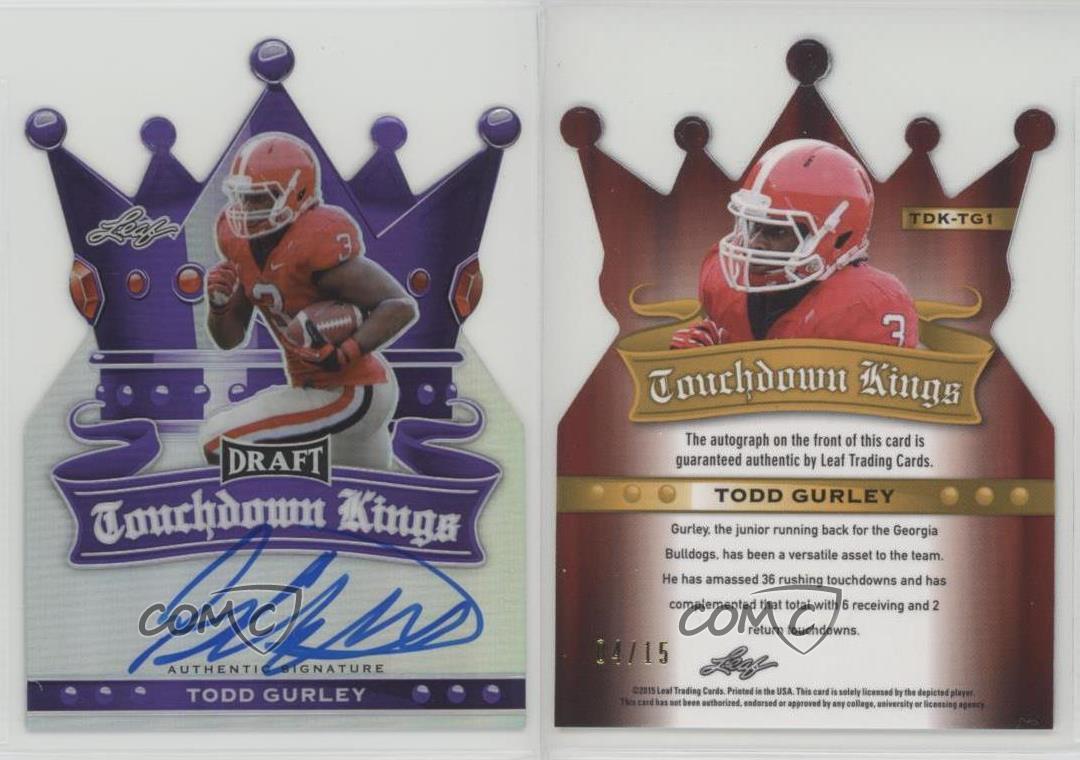 Leaf
3
3
DRAFT
Touchdown Kings
COMC
AUTHENTIC SIGNATURE
TODD GURLEY
TDK-TG1
3
Touchdown Kings
The autograph on the front of this card is
guaranteed authentic by Leaf Trading Cards.
TODD GURLEY
Gurley, the junior running back for the Georgia
Bulldogs, has been a versatile asset to the team.
He has amassed 36 rushing touchdowns and has
complemented that total with 6 receiving and 2
return touchdowns.
COMC
04/15
Leaf
©2015 Leaf Trading Cards. Printed in the USA. This card is solely licensed by the depicted player.
This card has not been authorized, endorsed or approved by any college, university or licensing agency.